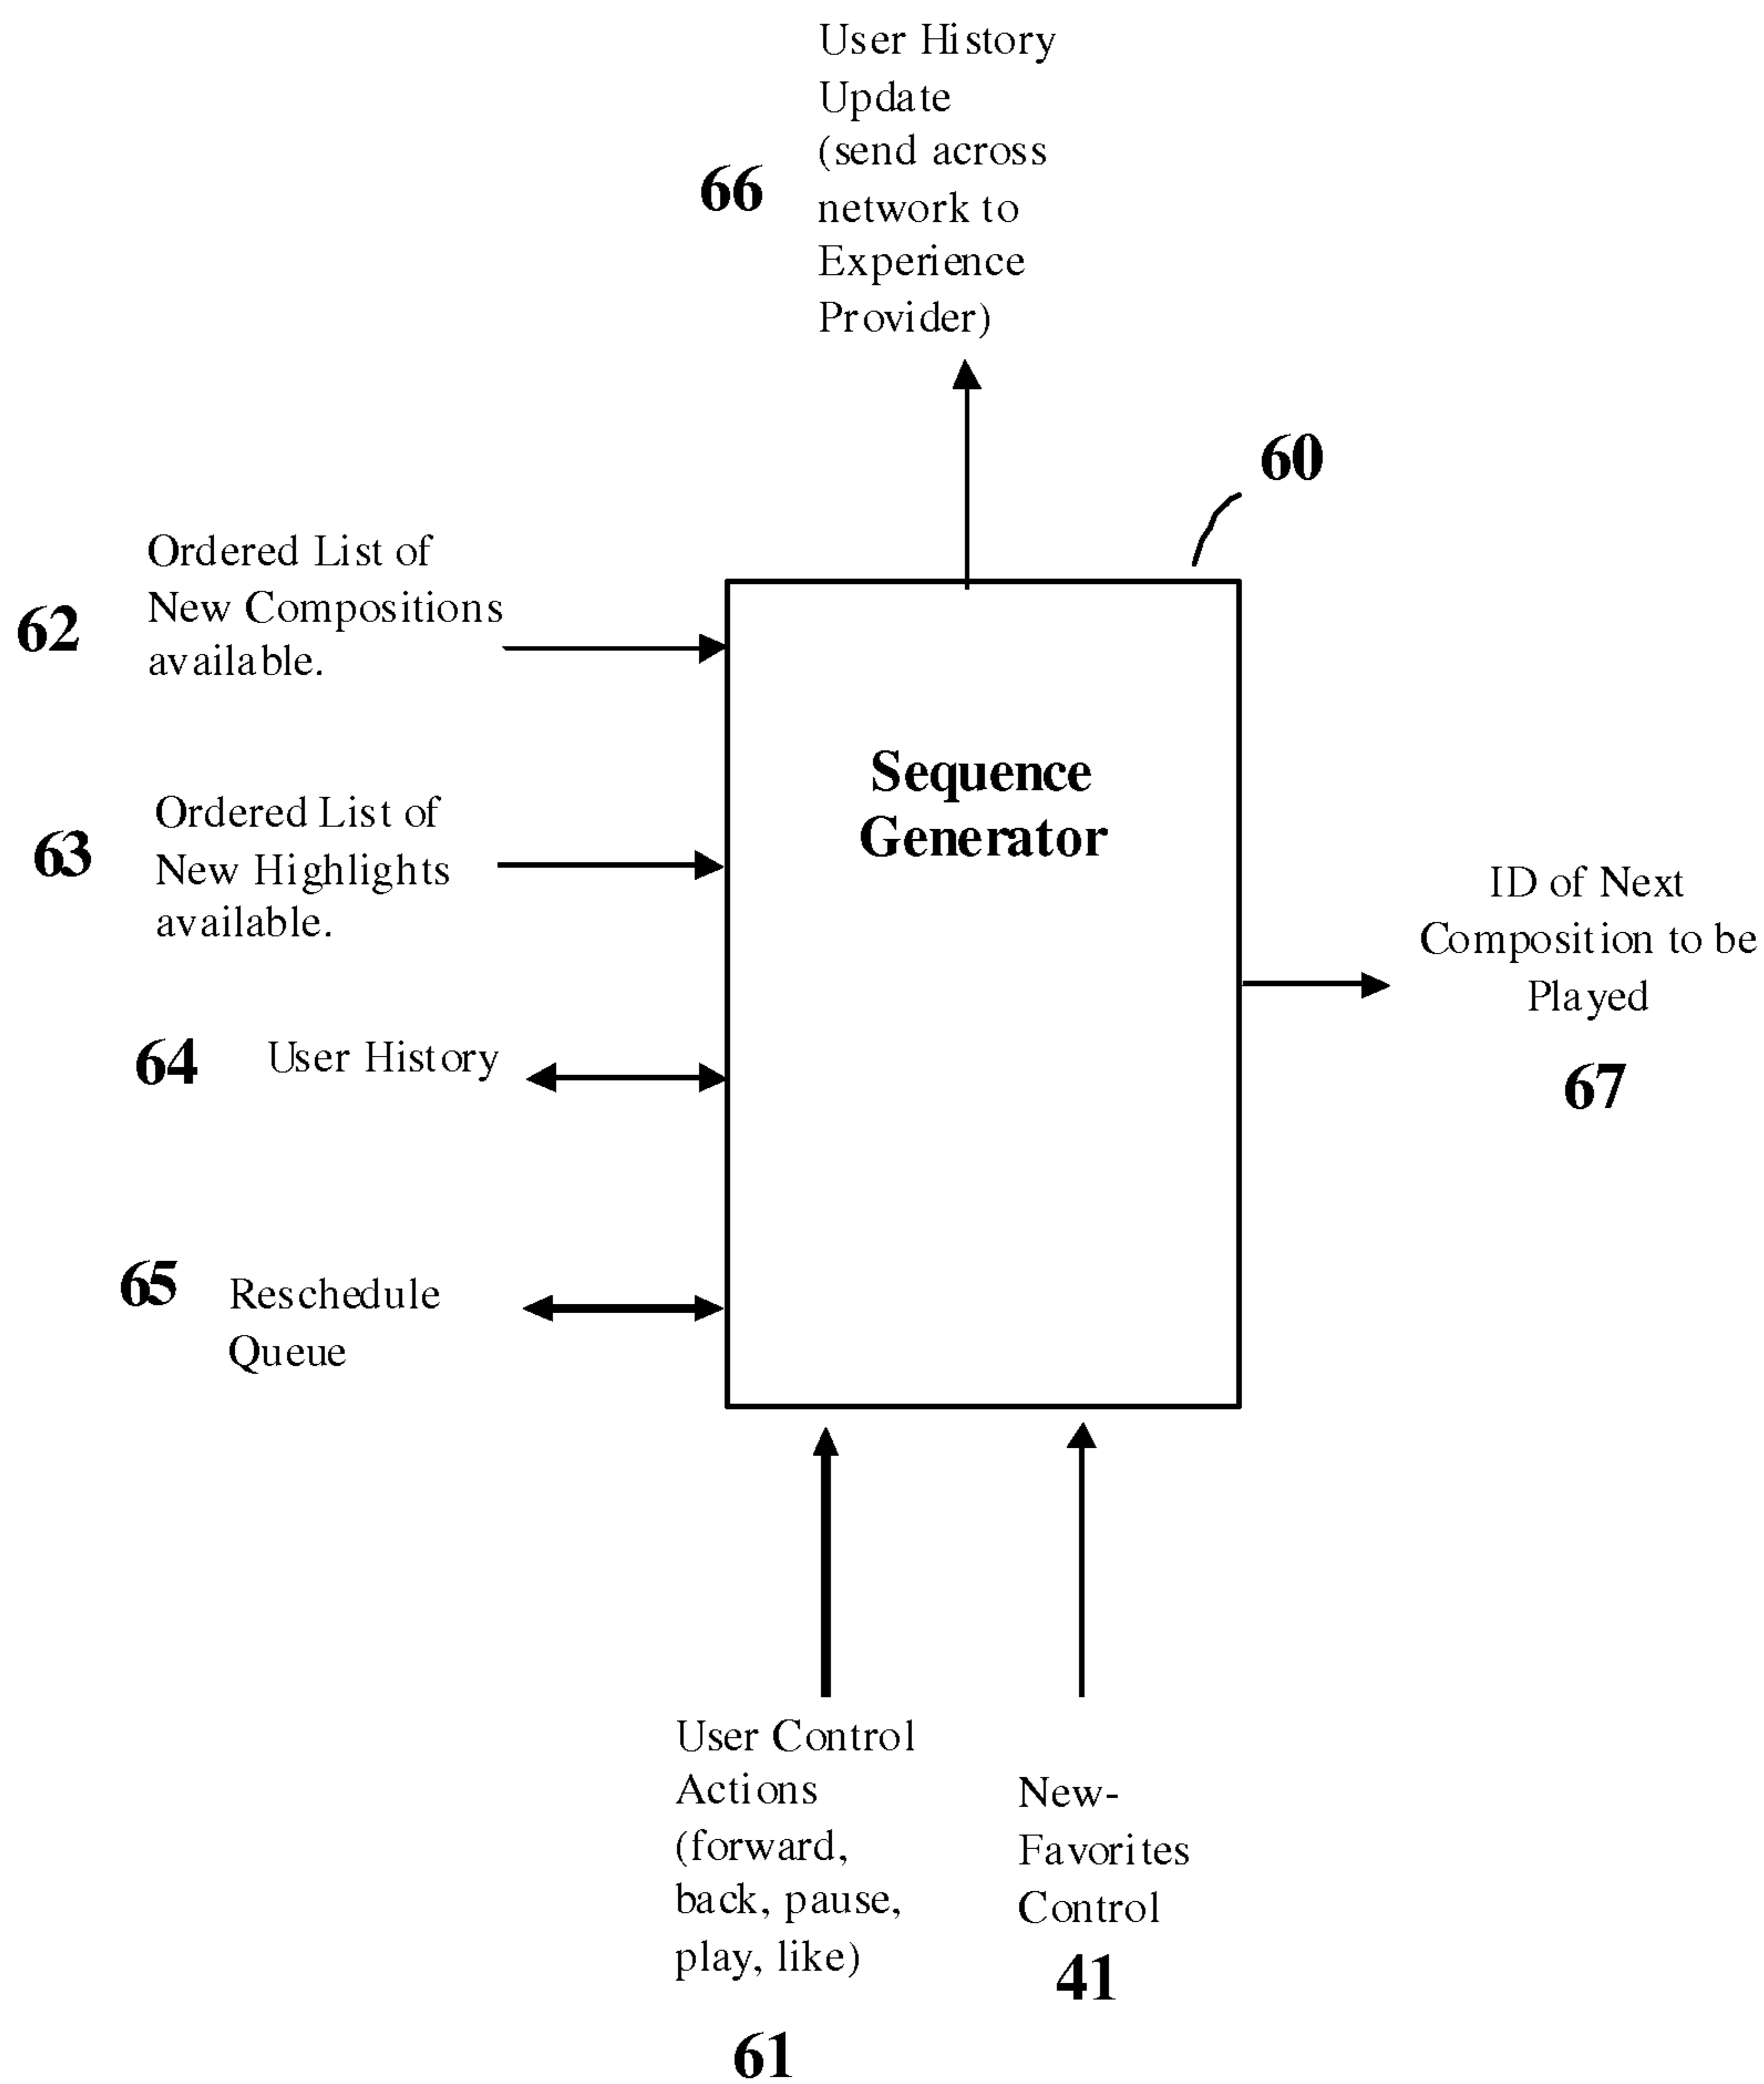 User History
Update
(send across
network to
Experience
Provider)
66
60
Ordered List of
New Compositions
available.
62
Sequence
Generator
Ordered List of
New Highlights
available.
63
ID of Next
Composition to be
Played
67
64
User History
65
Reschedule
Queue
User Control
Actions
(forward,
back, pause,
play, like)
61
New-
Favorites
Control
41